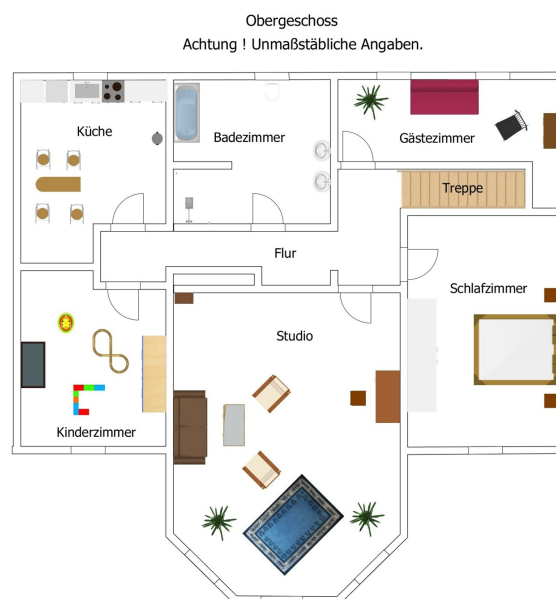 Obergeschoss
Achtung ! Unmaßstäbliche Angaben.
Küche
Badezimmer
Gästezimmer
Treppe
Flur
Schlafzimmer
Studio
Kinderzimmer